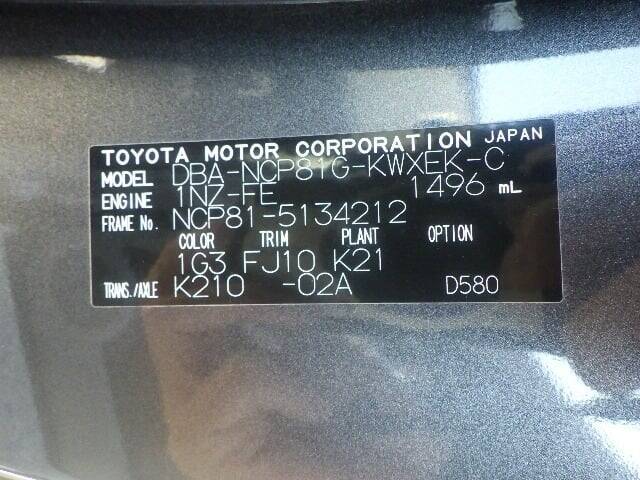 TOYOTA MOTOR CORPORATION JAPAN
MODEL DBA-NCP81G-KWXEK-C
ENGINE 1NZ-FE 1496 mL
FRAME No. NCP81-5134212
COLOR TRIM PLANT OPTION
1G3 FJ10 K21
TRANS./AXLE K210 -02A D580